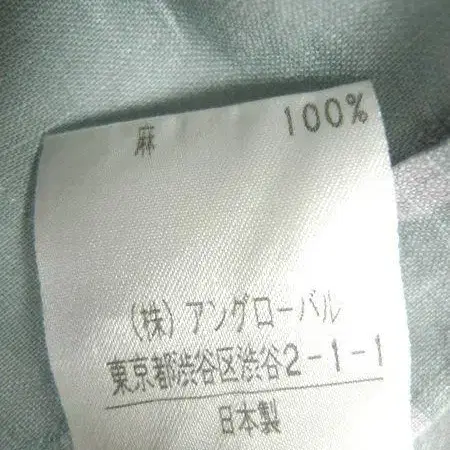 麻 100%
(株)アングローバル
東京都渋谷区渋谷2-1-1
日本製